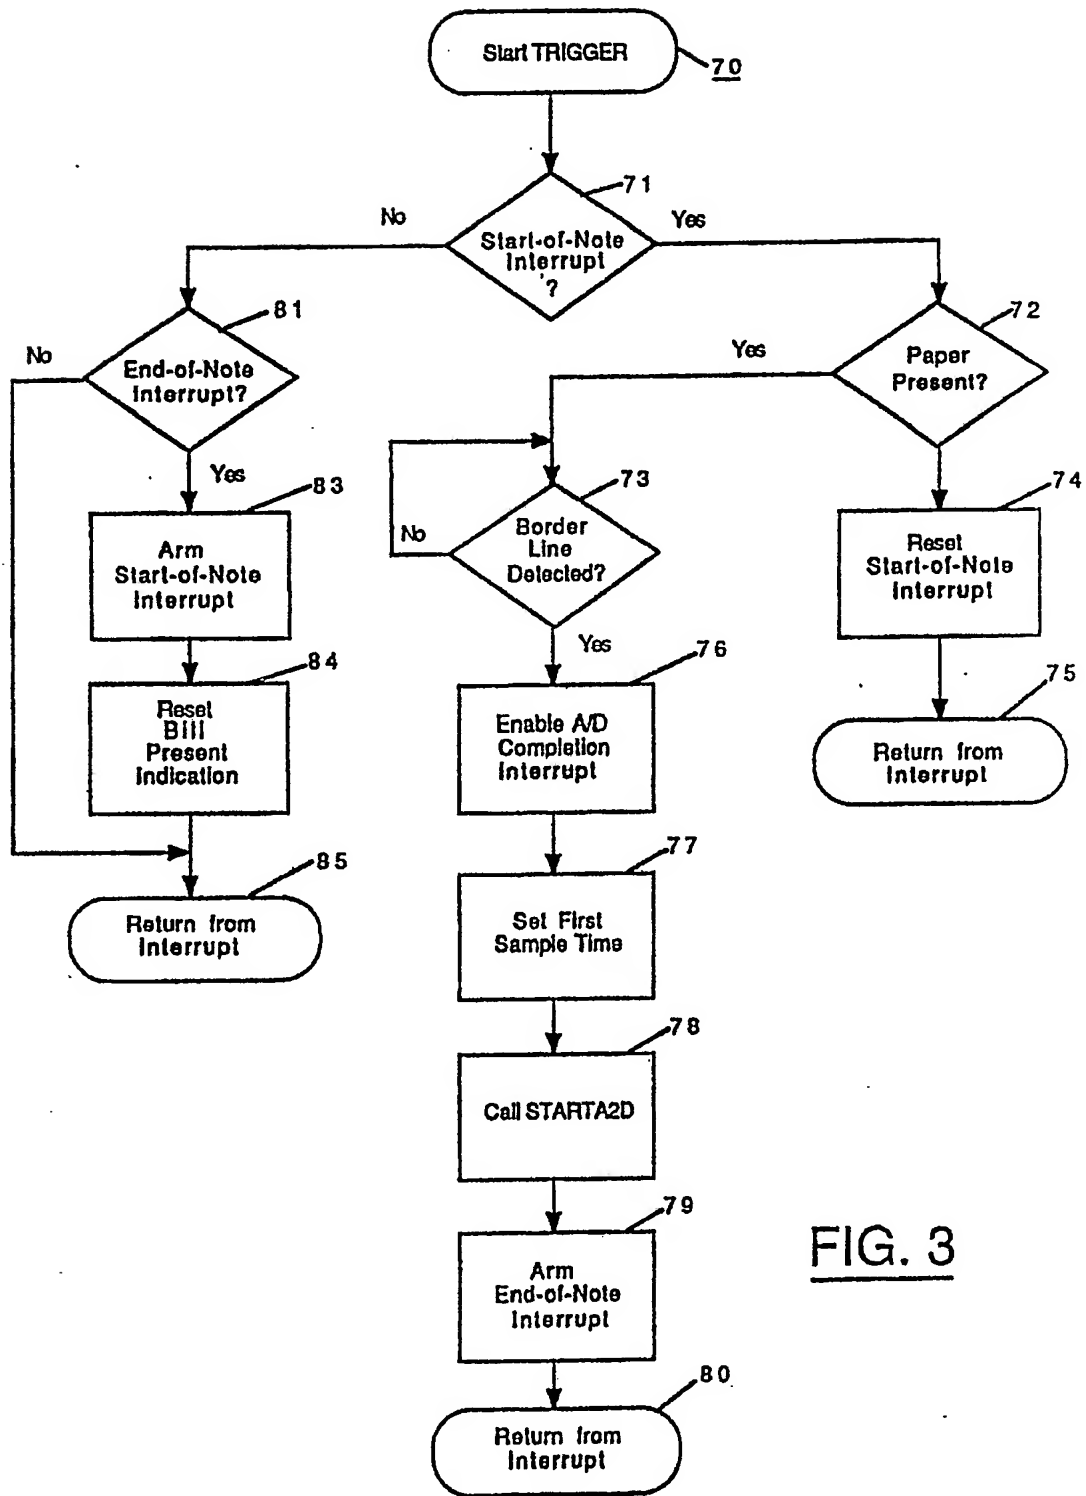 Start TRIGGER
70
71
No
Yes
Start-of-Note
Interrupt
?
81
72
No
End-of-Note
Interrupt?
Yes
Paper
Present?
Yes
83
73
74
Arm
Start-of-Note
Interrupt
No
Border
Line
Detected?
Reset
Start-of-Note
Interrupt
84
Yes
76
75
Reset
Bill
Present
Indication
Enable A/D
Completion
Interrupt
Return from
Interrupt
85
77
Return from
Interrupt
Set First
Sample Time
78
Call STARTA2D
79
Arm
End-of-Note
Interrupt
FIG. 3
80
Return from
Interrupt